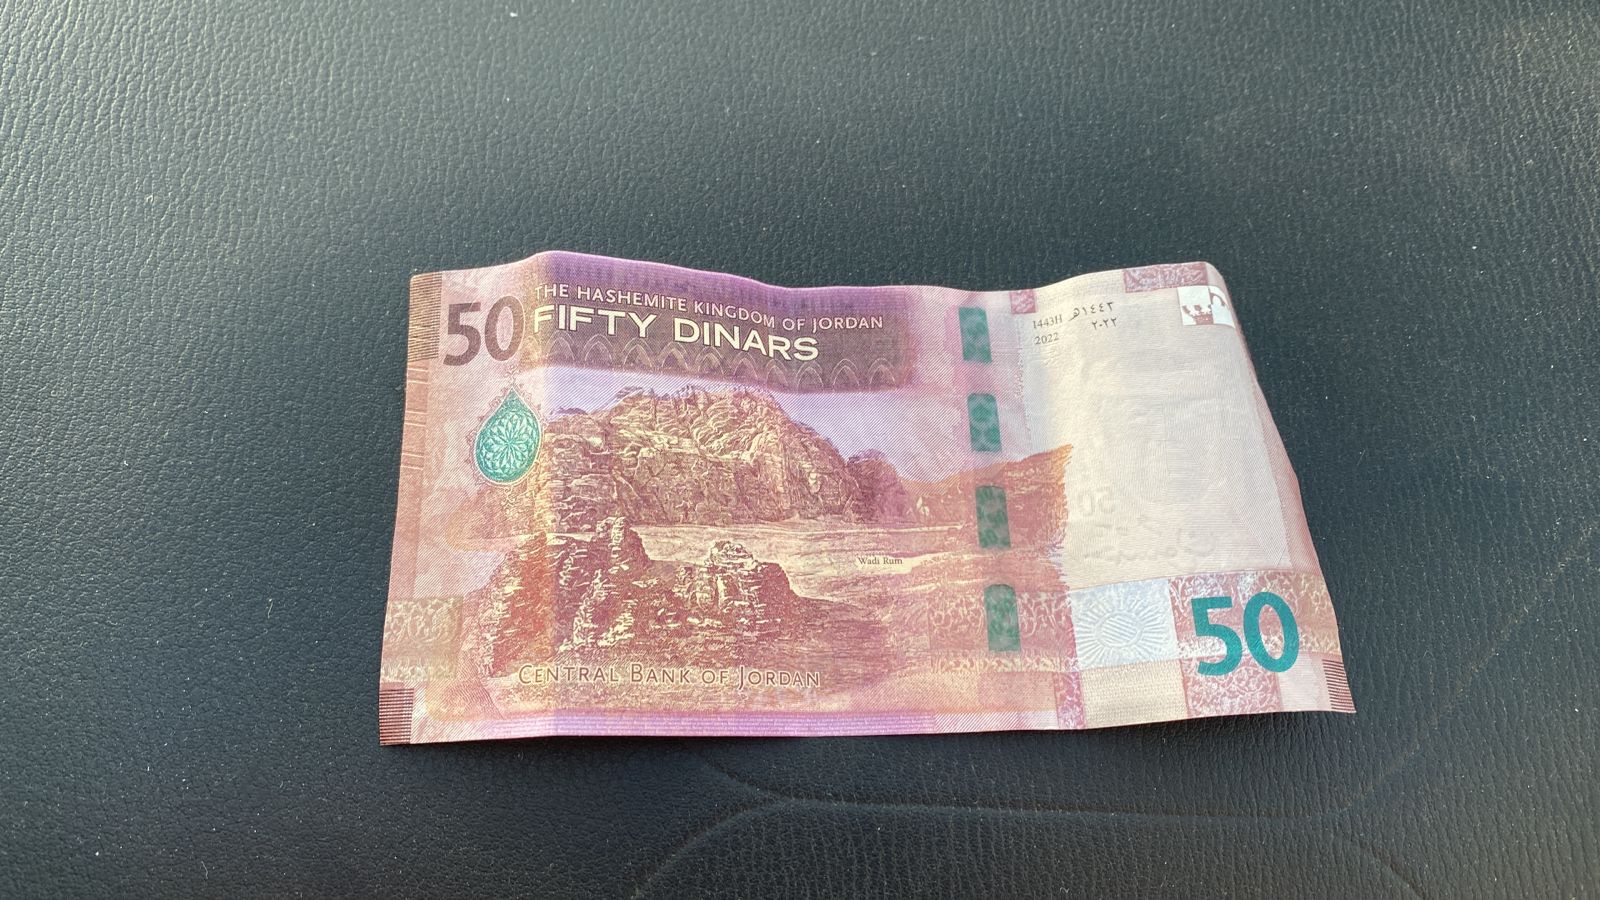 50
THE HASHEMITE KINGDOM OF JORDAN
FIFTY DINARS
1443H ١٤٤٣هـ
2022 ٢٠٢٢
Wadi Rum
50
CENTRAL BANK OF JORDAN